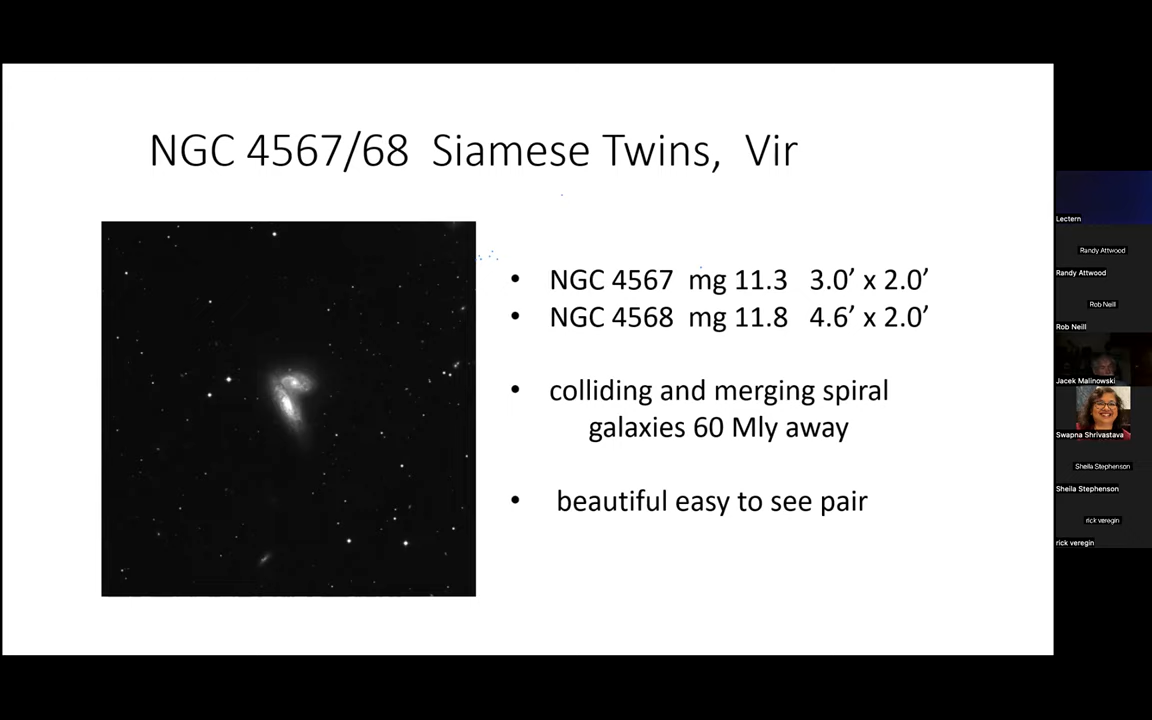 NGC 4567/68 Siamese Twins, Vir
• NGC 4567 mg 11.3 3.0’ x 2.0’
• NGC 4568 mg 11.8 4.6’ x 2.0’
• colliding and merging spiral
galaxies 60 Mly away
• beautiful easy to see pair
Lectern
Randy Attwood
Randy Attwood
Rob Neill
Rob Neill
Jacek Malinowski
Swapna Shrivastava
Sheila Stephenson
Sheila Stephenson
rick veregin
rick veregin